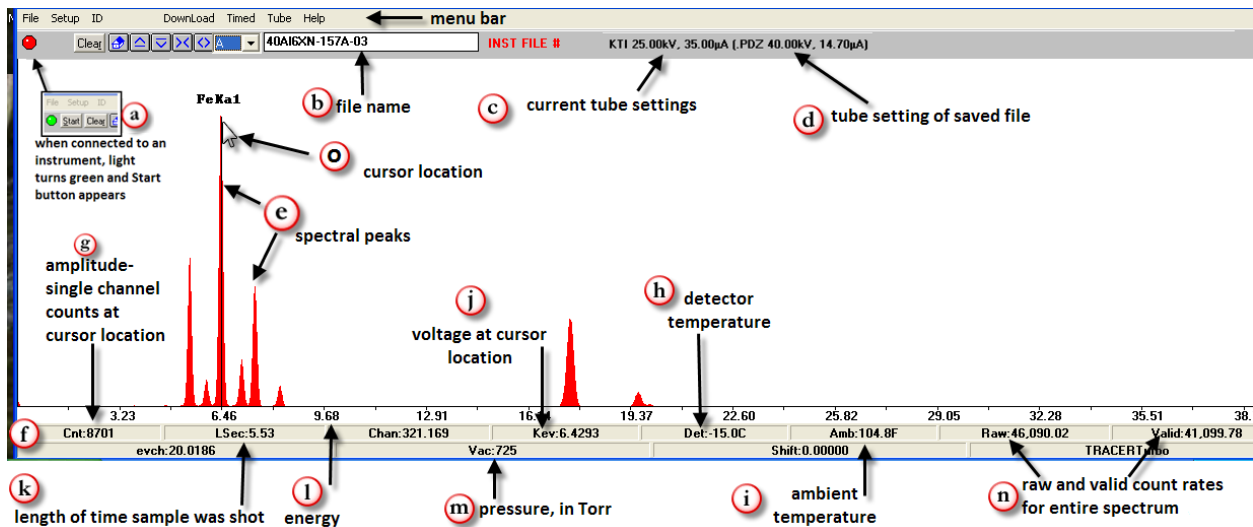 File Setup ID DownLoad Timed Tube Help
menu bar
Clear A 40AI6XN-157A-03 INST FILE # KTI 25.00kV, 35.00µA (.PDZ 40.00kV, 14.70µA)
File Setup ID
Start Clear
a
when connected to an
instrument, light
turns green and Start
button appears
b file name
c current tube settings
d tube setting of saved file
FeKa1
o cursor location
e spectral peaks
g
amplitude-
single channel
counts at
cursor location
j
voltage at cursor
location
h detector
temperature
3.23 6.46 9.68 12.91 19.37 22.60 25.82 29.05 32.28 35.51 38.
f Cnt:8701 LSec:5.53 Chan:321.169 Kev:6.4293 Det:-15.0C Amb:104.8F Raw:46,090.02 Valid:41,099.78
evch:20.0186 Vac:725 Shift:0.00000 TRACERTurbo
k
length of time sample was shot
l
energy
m pressure, in Torr
i ambient
temperature
n raw and valid count rates
for entire spectrum